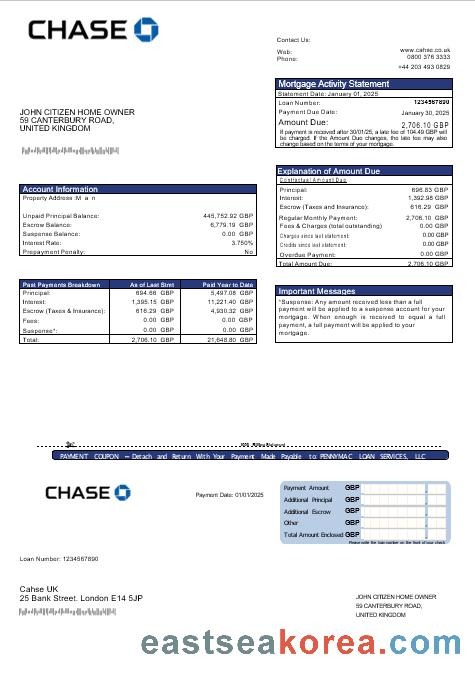 CHASE
Contact Us:
Web: www.cahse.co.uk
Phone: 0800 376 3333
+44 203 493 0829
Mortgage Activity Statement
Statement Date: January 01, 2025
Loan Number: 1234567890
Payment Due Date: January 30, 2025
Amount Due: 2,706.10 GBP
If payment is received after 30/01/25, a late fee of 104.49 GBP will
be charged. If Amount Due changes, the late fee may also
change based on the terms of your mortgage.
JOHN CITIZEN HOME OWNER
59 CANTERBURY ROAD,
UNITED KINGDOM
Explanation of Amount Due
Contractual Amount Due
Principal: 696.83 GBP
Interest: 1,392.98 GBP
Escrow (Taxes and Insurance): 616.29 GBP
Regular Monthly Payment: 2,706.10 GBP
Fees & Charges (total outstanding) 0.00 GBP
Charges since last statement: 0.00 GBP
Credits since last statement: 0.00 GBP
Overdue Payment: 0.00 GBP
Total Amount Due: 2,706.10 GBP
Account Information
Property Address :M a n
Unpaid Principal Balance: 445,752.92 GBP
Escrow Balance: 6,779.19 GBP
Suspense Balance: 0.00 GBP
Interest Rate: 3.750%
Prepayment Penalty: No
Past Payments Breakdown As of Last Stmt Paid Year to Date
Principal: 694.66 GBP 5,497.08 GBP
Interest: 1,395.15 GBP 11,221.40 GBP
Escrow (Taxes & Insurance): 616.29 GBP 4,930.32 GBP
Fees: 0.00 GBP 0.00 GBP
Suspense*: 0.00 GBP 0.00 GBP
Total: 2,706.10 GBP 21,648.80 GBP
Important Messages
*Suspense: Any amount received less than a full
payment will be applied to a suspense account for your
mortgage. When enough is received to equal a full
payment, a full payment will be applied to your
mortgage.
PAYMENT COUPON – Detach and Return With Your Payment Made Payable to: PENNYMAC LOAN SERVICES, LLC
CHASE
Payment Date: 01/01/2025
Payment Amount GBP
Additional Principal GBP
Additional Escrow GBP
Other GBP
Total Amount Enclosed GBP
Please write the loan number on the front of your check
Loan Number: 1234567890
Cahse UK
25 Bank Street. London E14 5JP
JOHN CITIZEN HOME OWNER
59 CANTERBURY ROAD,
UNITED KINGDOM
eastseakorea.com